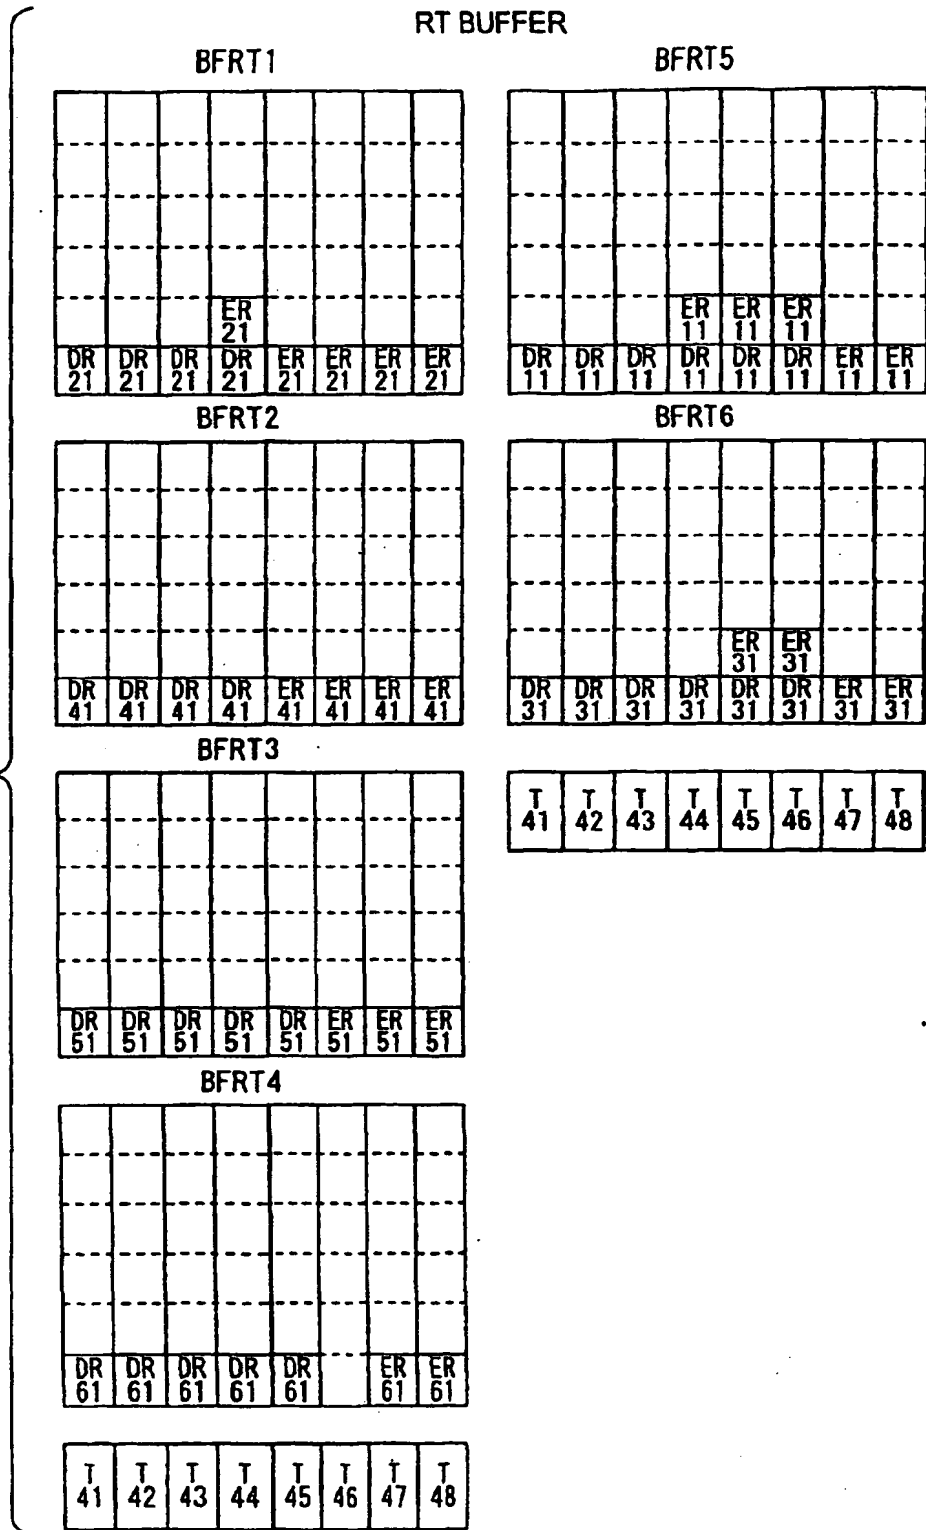 RT BUFFER
BFRT1
ER
21
DR DR DR DR ER ER ER ER
21 21 21 21 21 21 21 21
BFRT2
DR DR DR DR ER ER ER ER
41 41 41 41 41 41 41 41
BFRT3
DR DR DR DR DR ER ER ER
51 51 51 51 51 51 51 51
BFRT4
DR DR DR DR DR ER ER
61 61 61 61 61 61 61
T T T T T T T T
41 42 43 44 45 46 47 48
BFRT5
ER ER ER
11 11 11
DR DR DR DR DR DR ER ER
11 11 11 11 11 11 11 11
BFRT6
ER ER
31 31
DR DR DR DR DR DR ER ER
31 31 31 31 31 31 31 31
T T T T T T T T
41 42 43 44 45 46 47 48